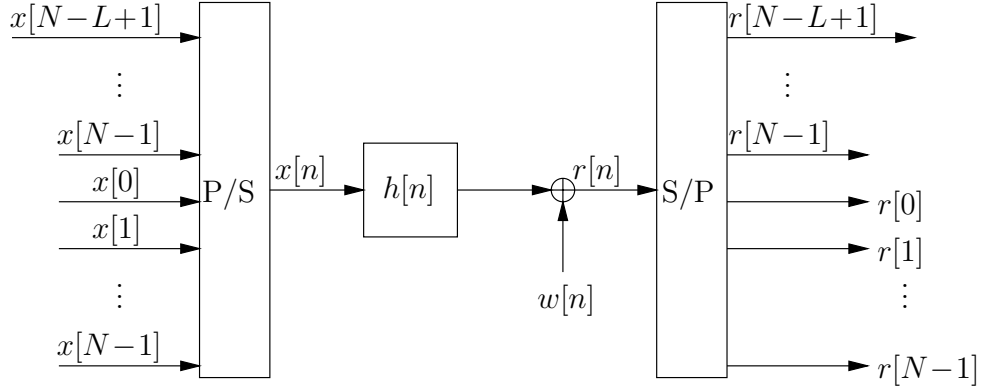 x[N−L+1]
⋮
x[N−1]
x[0]
x[1]
⋮
x[N−1]
P/S
x[n]
h[n]
r[n]
w[n]
S/P
r[N−L+1]
⋮
r[N−1]
r[0]
r[1]
⋮
r[N−1]